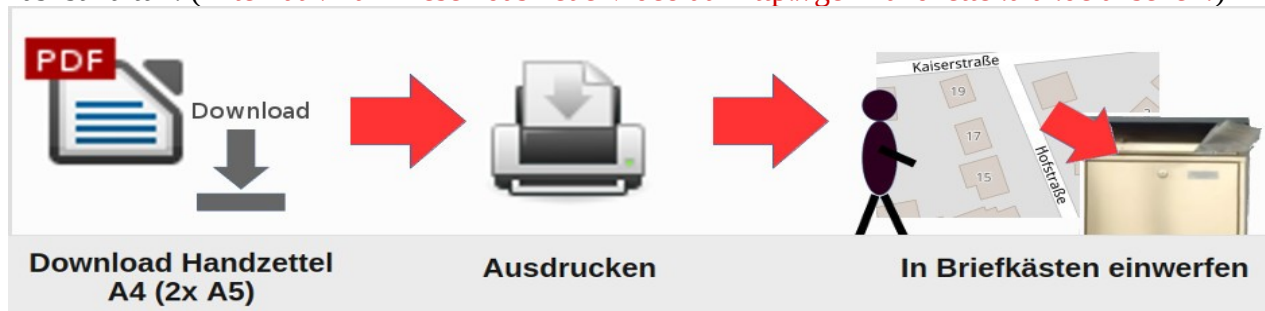 PDF
Download
Kaiserstraße
19
17
15
Hofstraße
Download Handzettel
A4 (2x A5)
Ausdrucken
In Briefkästen einwerfen